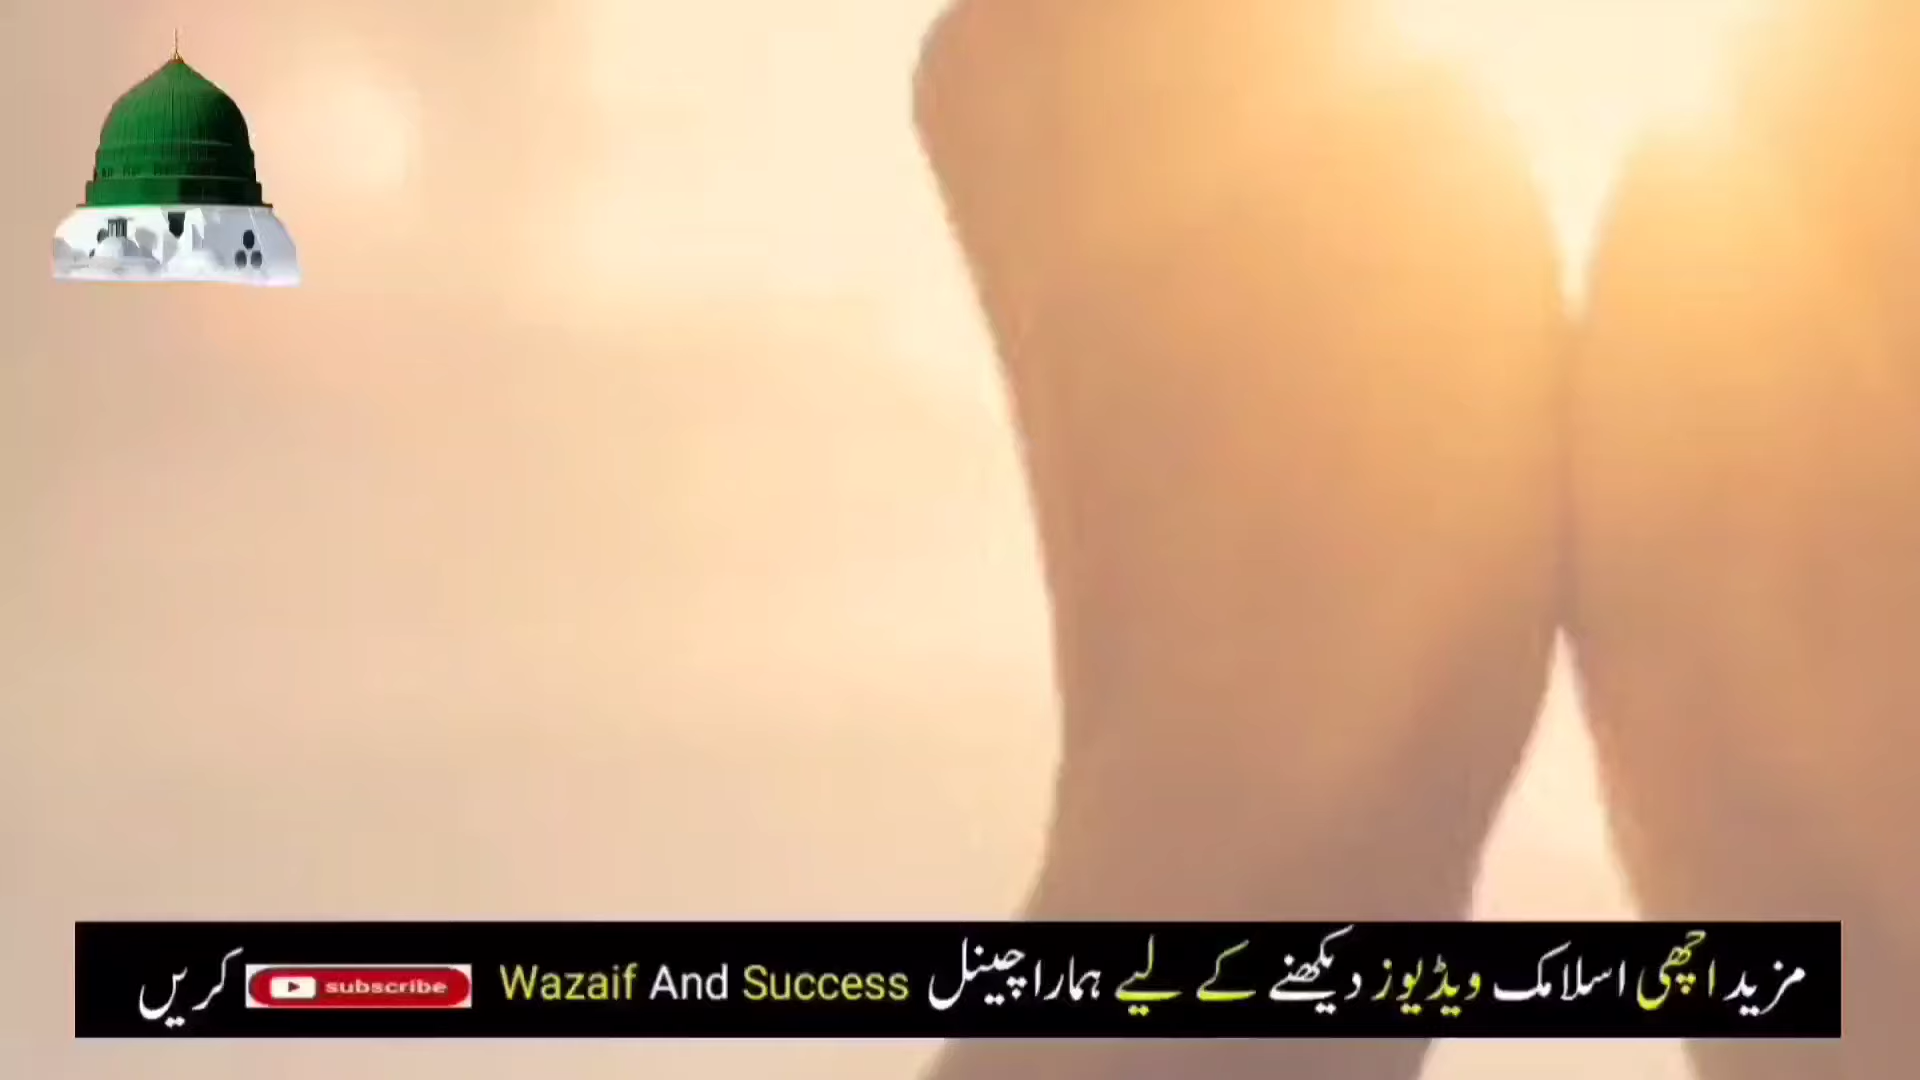 مزید اچھی اسلامک ویڈیوز دیکھنے کے لیے ہمارا چینل Wazaif And Success subscribe کریں